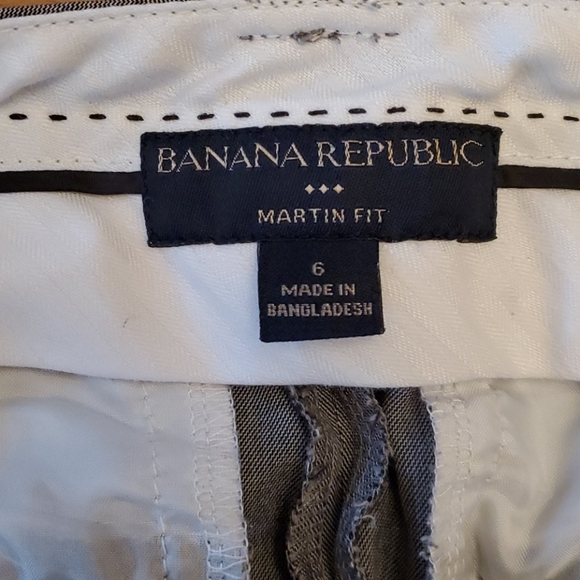 BANANA REPUBLIC
MARTIN FIT
6
MADE IN
BANGLADESH